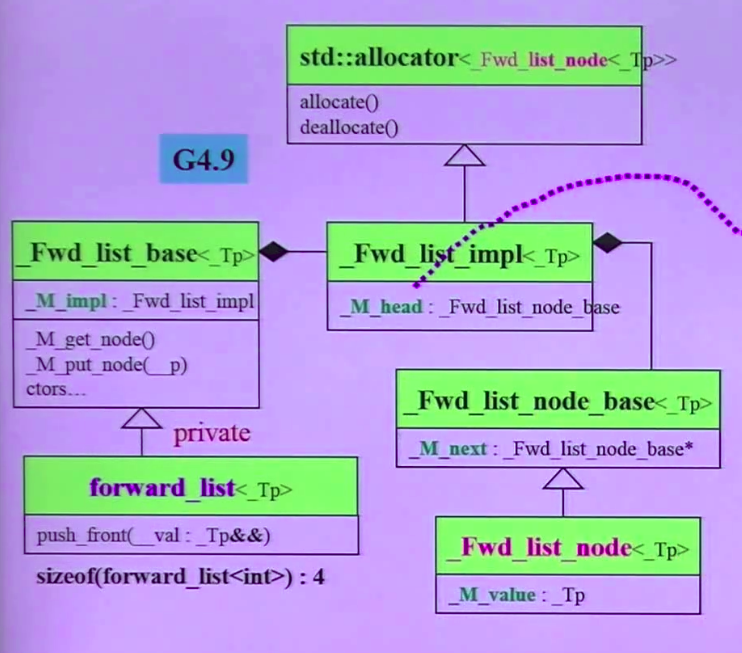 std::allocator<_Fwd_list_node<_Tp>>
allocate()
deallocate()
G4.9
_Fwd_list_base<_Tp>
_M_impl : _Fwd_list_impl
_M_get_node()
_M_put_node(__p)
ctors...
_Fwd_list_impl<_Tp>
_M_head : _Fwd_list_node_base
_Fwd_list_node_base<_Tp>
_M_next : _Fwd_list_node_base*
private
forward_list<_Tp>
push_front(__val : _Tp&&)
sizeof(forward_list<int>) : 4
_Fwd_list_node<_Tp>
_M_value : _Tp